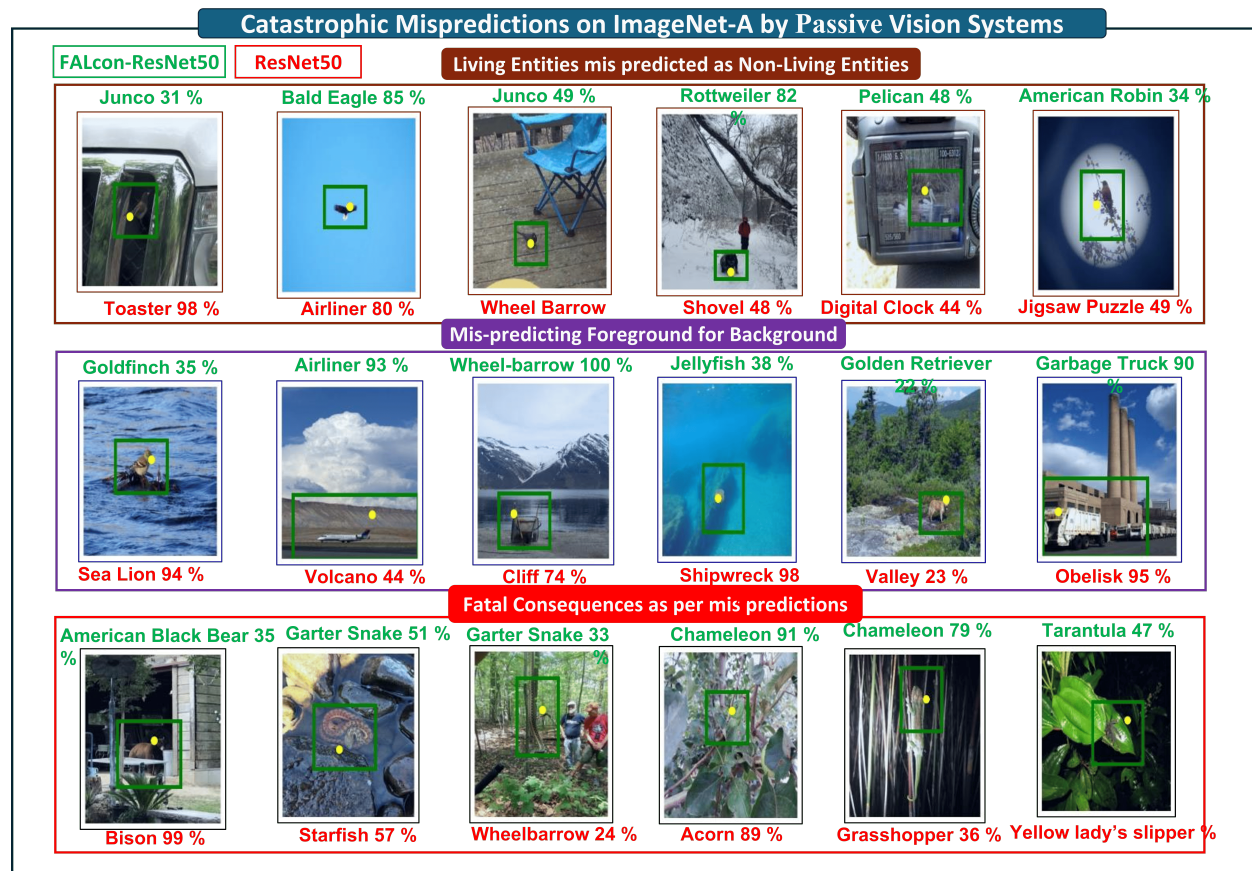 Catastrophic Mispredictions on ImageNet-A by Passive Vision Systems
FALcon-ResNet50
ResNet50
Living Entities mis predicted as Non-Living Entities
Junco 31 %
Bald Eagle 85 %
Junco 49 %
Rottweiler 82
%
Pelican 48 %
American Robin 34 %
Toaster 98 %
Airliner 80 %
Wheel Barrow
Shovel 48 %
Digital Clock 44 %
Jigsaw Puzzle 49 %
Mis-predicting Foreground for Background
Goldfinch 35 %
Airliner 93 %
Wheel-barrow 100 %
Jellyfish 38 %
Golden Retriever
22 %
Garbage Truck 90
%
Sea Lion 94 %
Volcano 44 %
Cliff 74 %
Shipwreck 98
Valley 23 %
Obelisk 95 %
Fatal Consequences as per mis predictions
American Black Bear 35
%
Garter Snake 51 %
Garter Snake 33
%
Chameleon 91 %
Chameleon 79 %
Tarantula 47 %
Bison 99 %
Starfish 57 %
Wheelbarrow 24 %
Acorn 89 %
Grasshopper 36 %
Yellow lady's slipper %